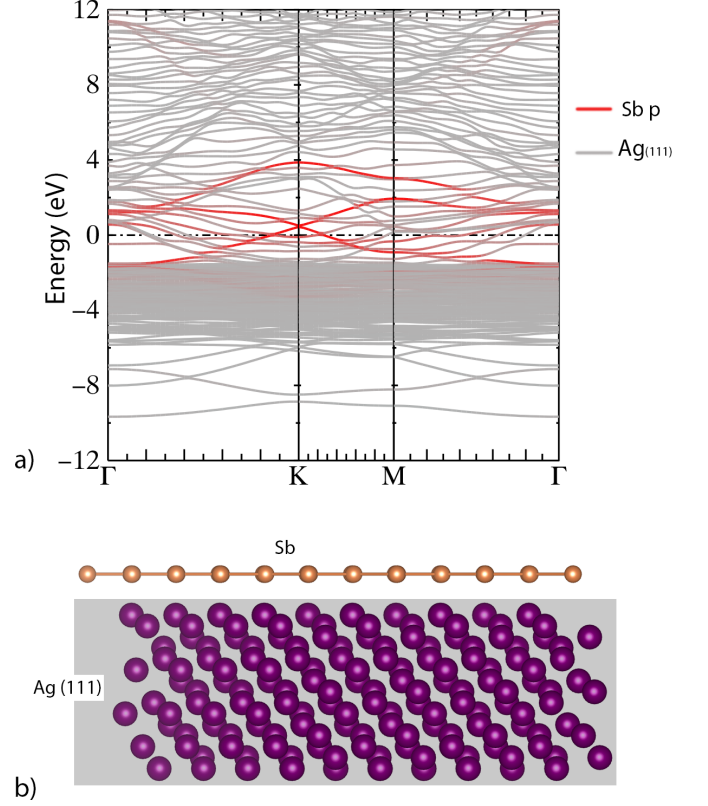 12
8
4
0
−4
−8
−12
Energy (eV)
Γ K M Γ
Sb p
Ag(111)
a)
Sb
Ag (111)
b)